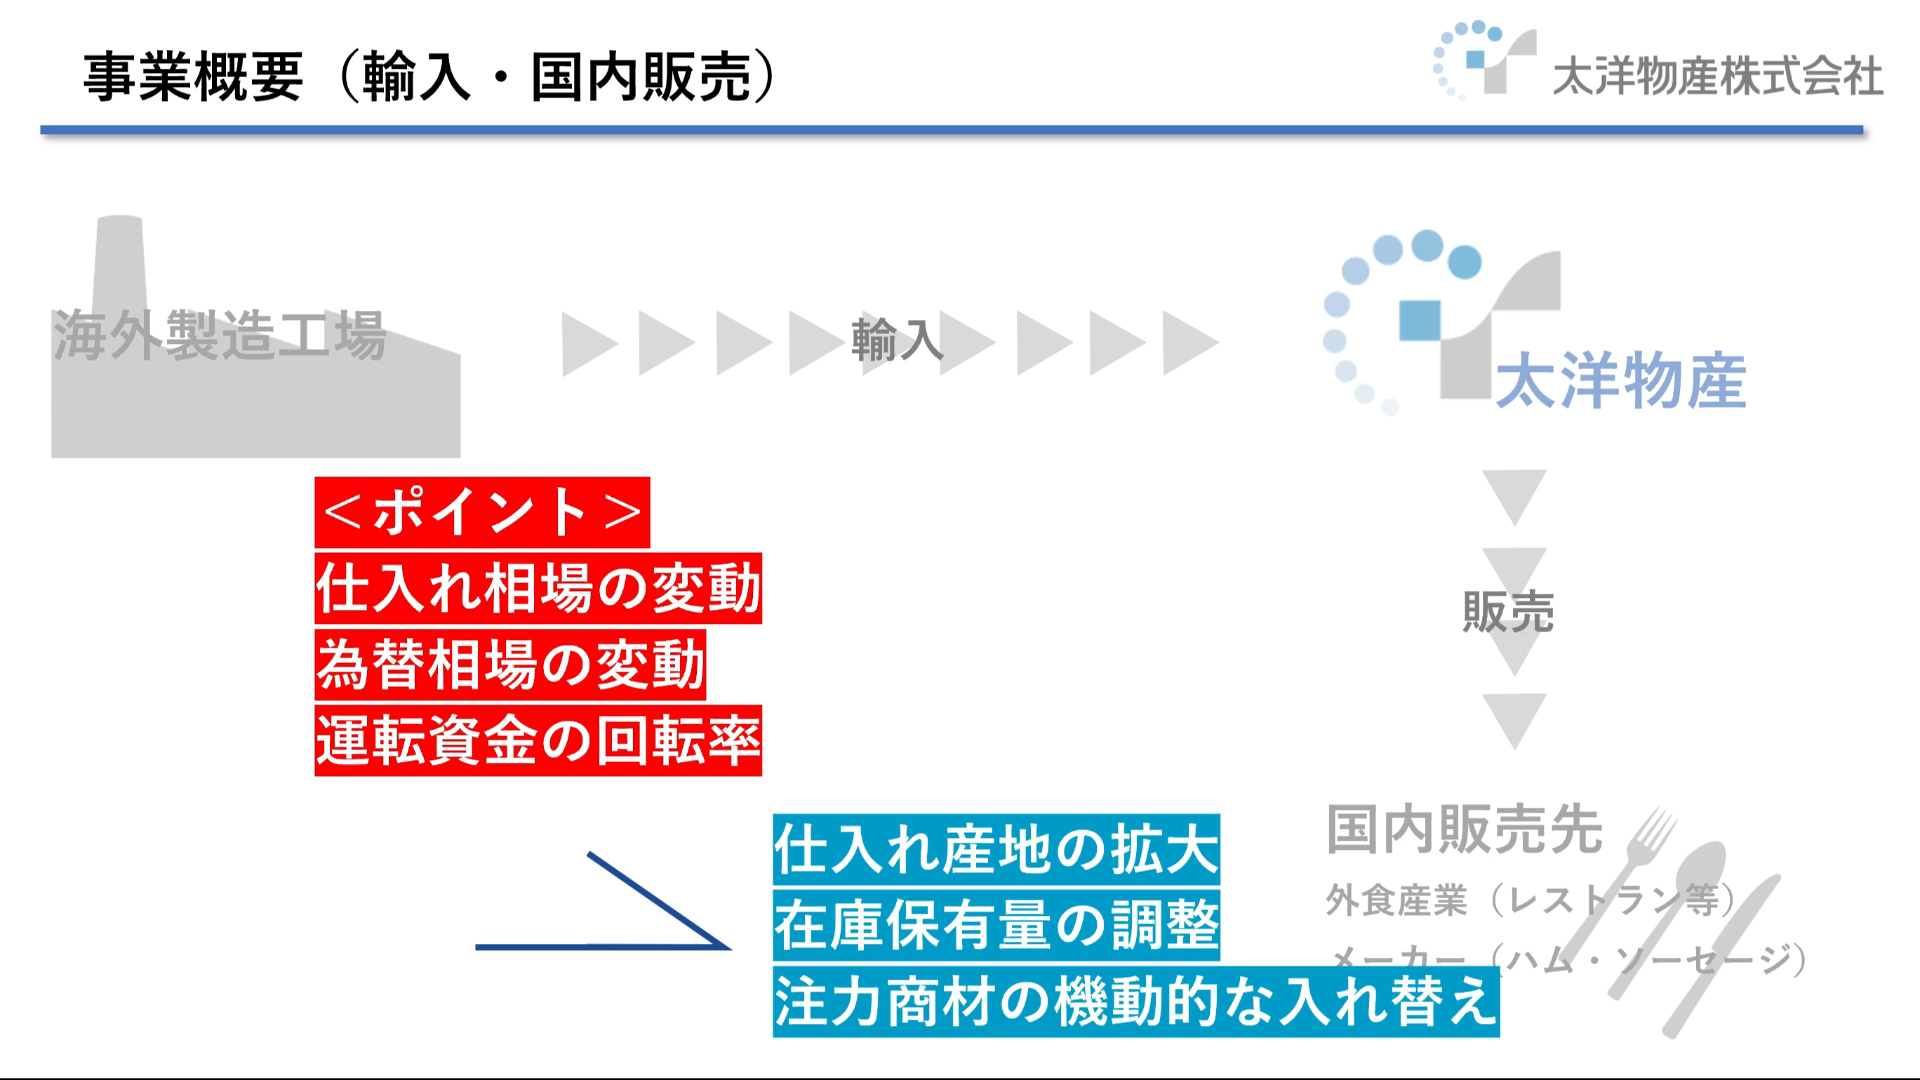 事業概要（輸入・国内販売）
太洋物産株式会社
海外製造工場
輸入
太洋物産
＜ポイント＞
仕入れ相場の変動
為替相場の変動
運転資金の回転率
販売
仕入れ産地の拡大
在庫保有量の調整
注力商材の機動的な入れ替え
国内販売先
外食産業（レストラン等）
メーカー（ハム・ソーセージ）